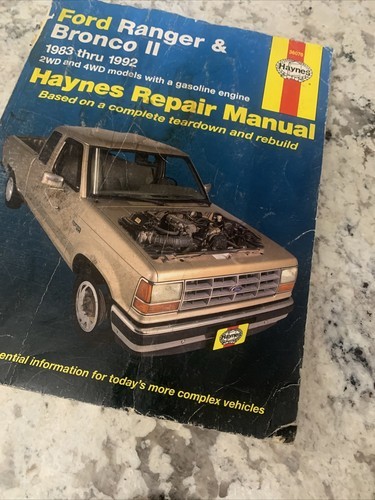 Ford Ranger &
Bronco II
1983 thru 1992
2WD and 4WD models with a gasoline engine
Haynes Repair Manual
Based on a complete teardown and rebuild
Haynes
Haynes
ential information for today's more complex vehicles